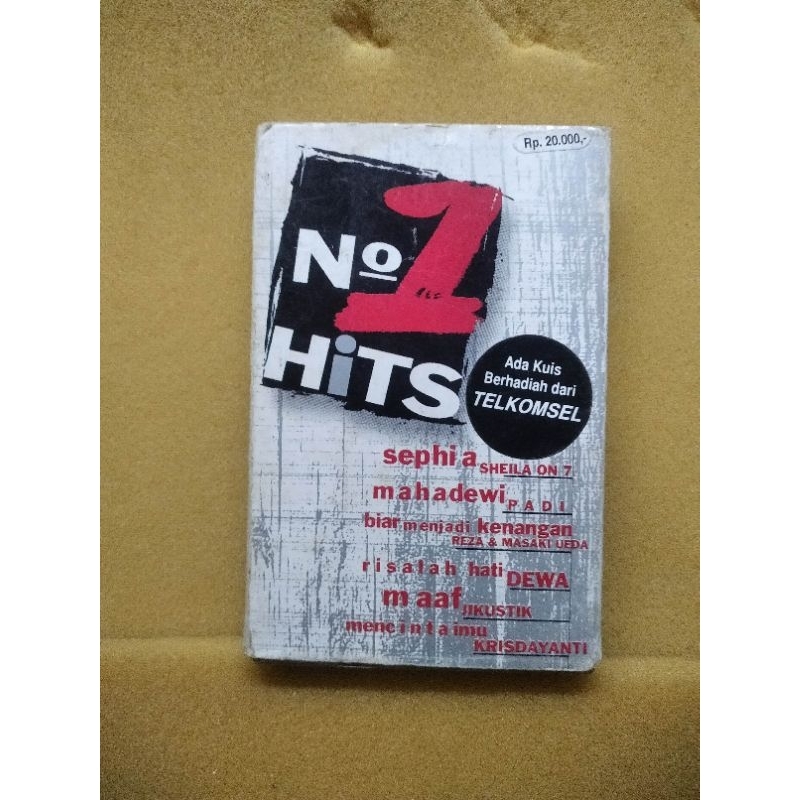 Rp. 20.000,-
No 1
HiTS
Ada Kuis
Berhadiah dari
TELKOMSEL
sephia SHEILA ON 7
mahadewi PADI
biar menjadi kenangan
REZA & MASAKI UEDA
risalah hati DEWA
maaf JIKUSTIK
mencintaimu
KRISDAYANTI